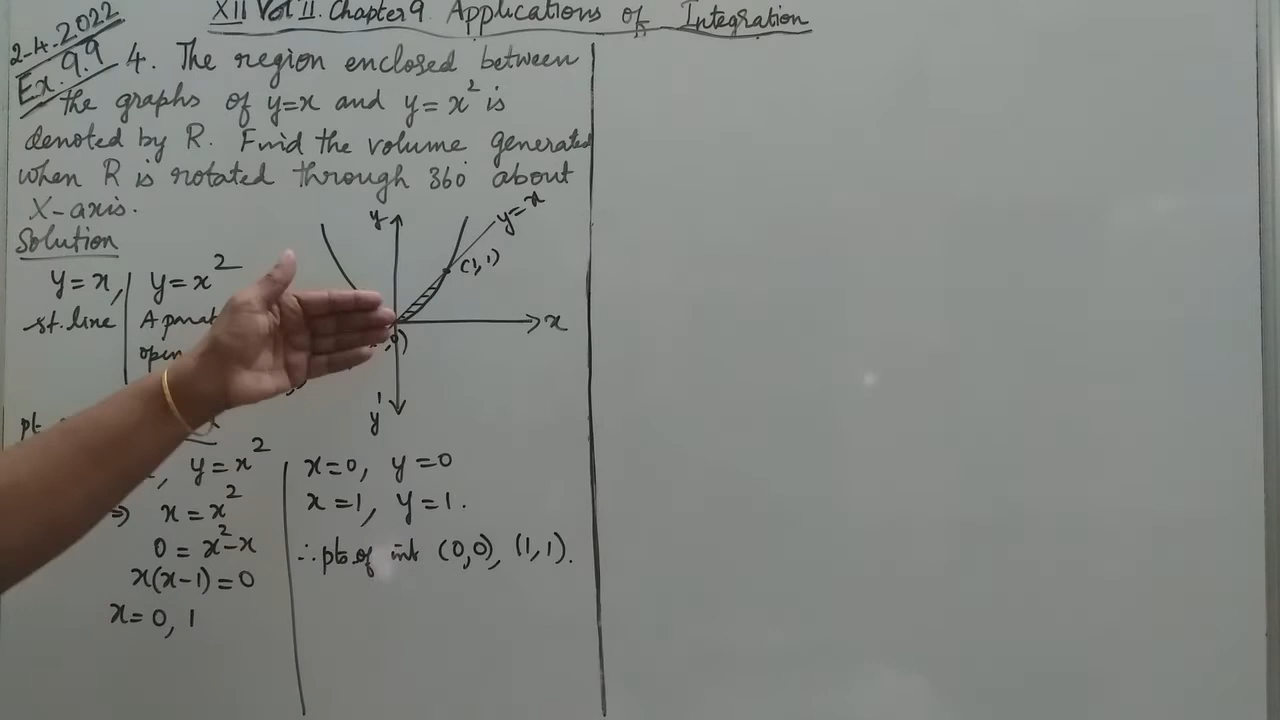 XII Vol II. Chapter 9. Applications of Integration
2-4-2022
Ex. 9.9
4. The region enclosed between
the graphs of y=x and y=x² is
denoted by R. Find the volume generated
when R is rotated through 360° about
X-axis.
Solution
y=x, | y=x²
st. line
open
y
y=x
(1,1)
x
y'
pt
y=x²
⇒ x=x²
0=x²-x
x(x-1)=0
x=0, 1
x=0, y=0
x=1, y=1.
∴ pts of int (0,0), (1,1).